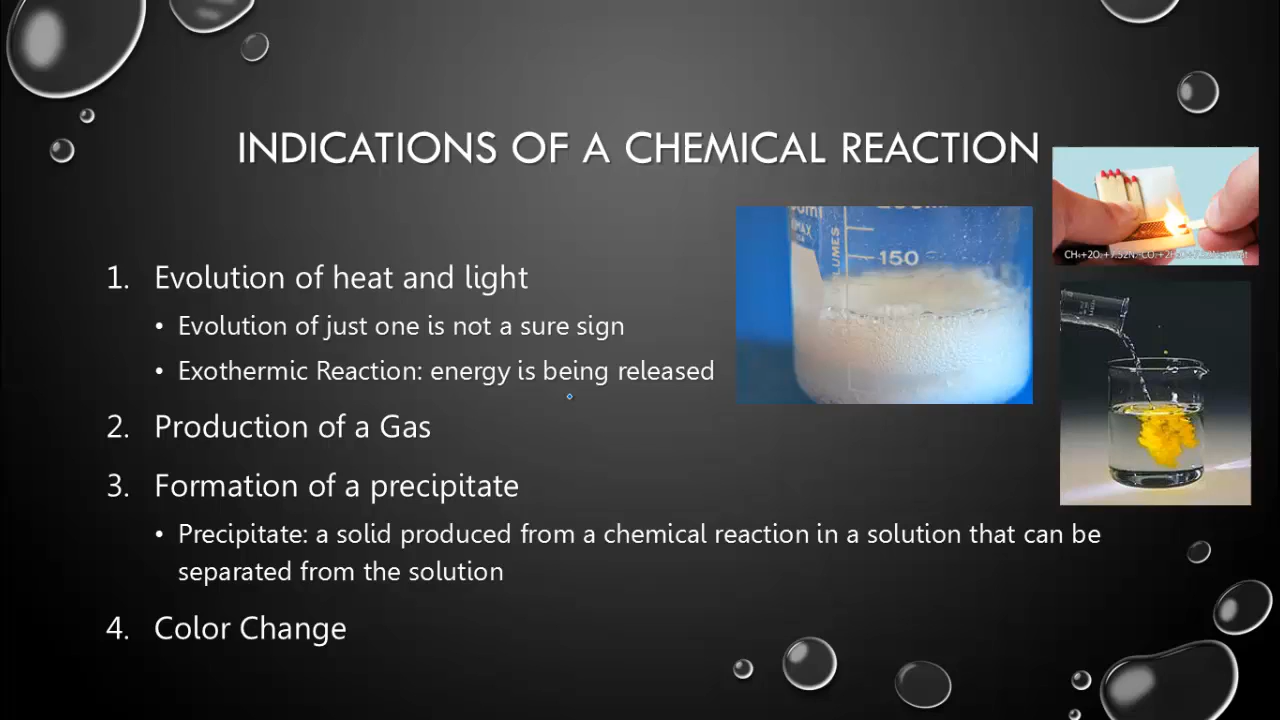 INDICATIONS OF A CHEMICAL REACTION
1. Evolution of heat and light
• Evolution of just one is not a sure sign
• Exothermic Reaction: energy is being released
2. Production of a Gas
3. Formation of a precipitate
• Precipitate: a solid produced from a chemical reaction in a solution that can be
separated from the solution
4. Color Change
150